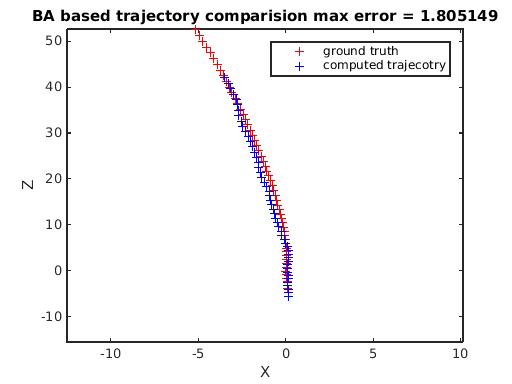 BA based trajectory comparision max error = 1.805149
ground truth
computed trajecotry
50
40
30
20
10
0
-10
Z
-10
-5
0
5
10
X